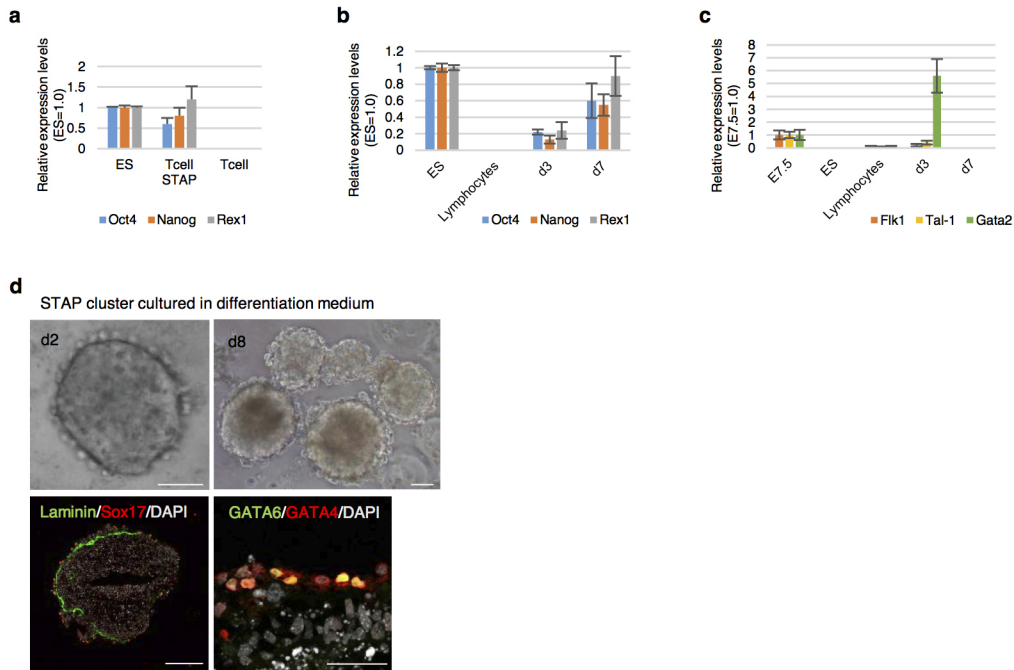 a
Relative expression levels
(ES=1.0)
2
1.5
1
0.5
0
ES
Tcell
STAP
Tcell
Oct4 Nanog Rex1
b
Relative expression levels
(ES=1.0)
1.2
1
0.8
0.6
0.4
0.2
0
ES
Lymphocytes
d3
d7
Oct4 Nanog Rex1
c
Relative expression levels
(E7,5=1.0)
8
7
6
5
4
3
2
1
0
E7.5
ES
Lymphocytes
d3
d7
Flk1 Tal-1 Gata2
d
STAP cluster cultured in differentiation medium
d2
d8
Laminin/Sox17/DAPI
GATA6/GATA4/DAPI